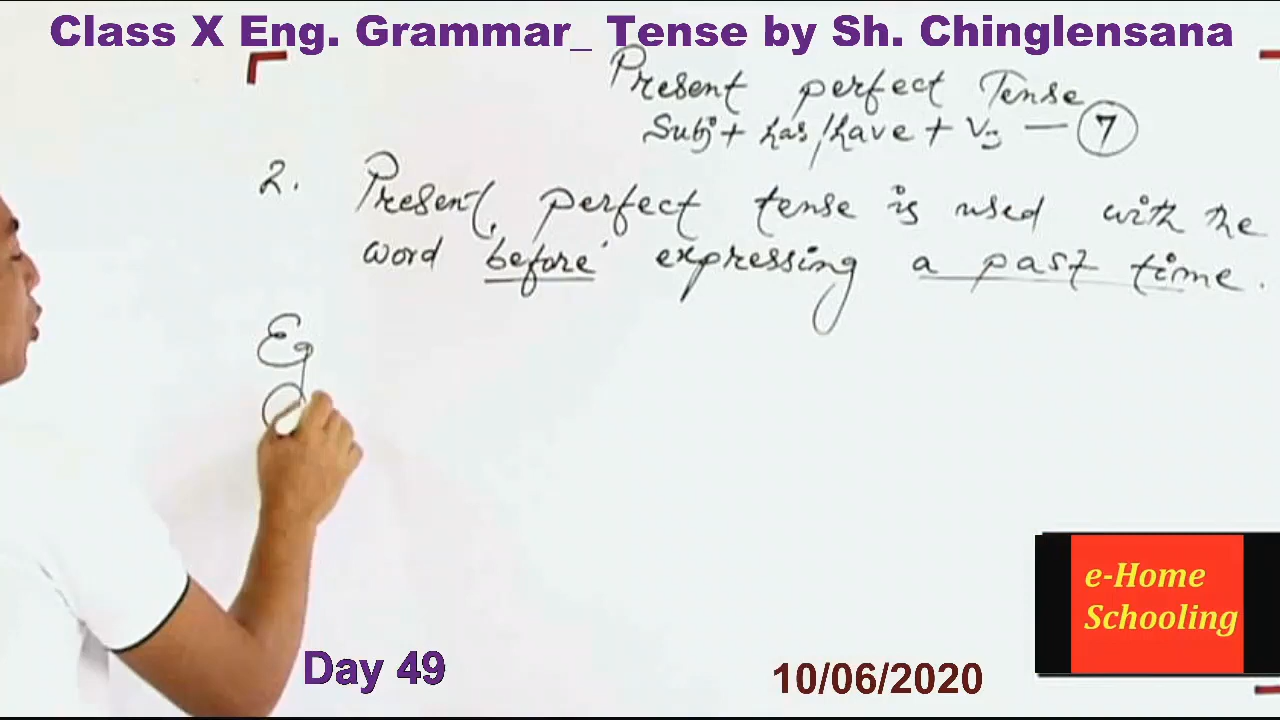 Class X Eng. Grammar_ Tense by Sh. Chinglensana
Present perfect Tense
Subj + has/have + V3 — 7
2. Present perfect tense is used with the
word 'before' expressing a past time.
Eg
e-Home
Schooling
Day 49
10/06/2020